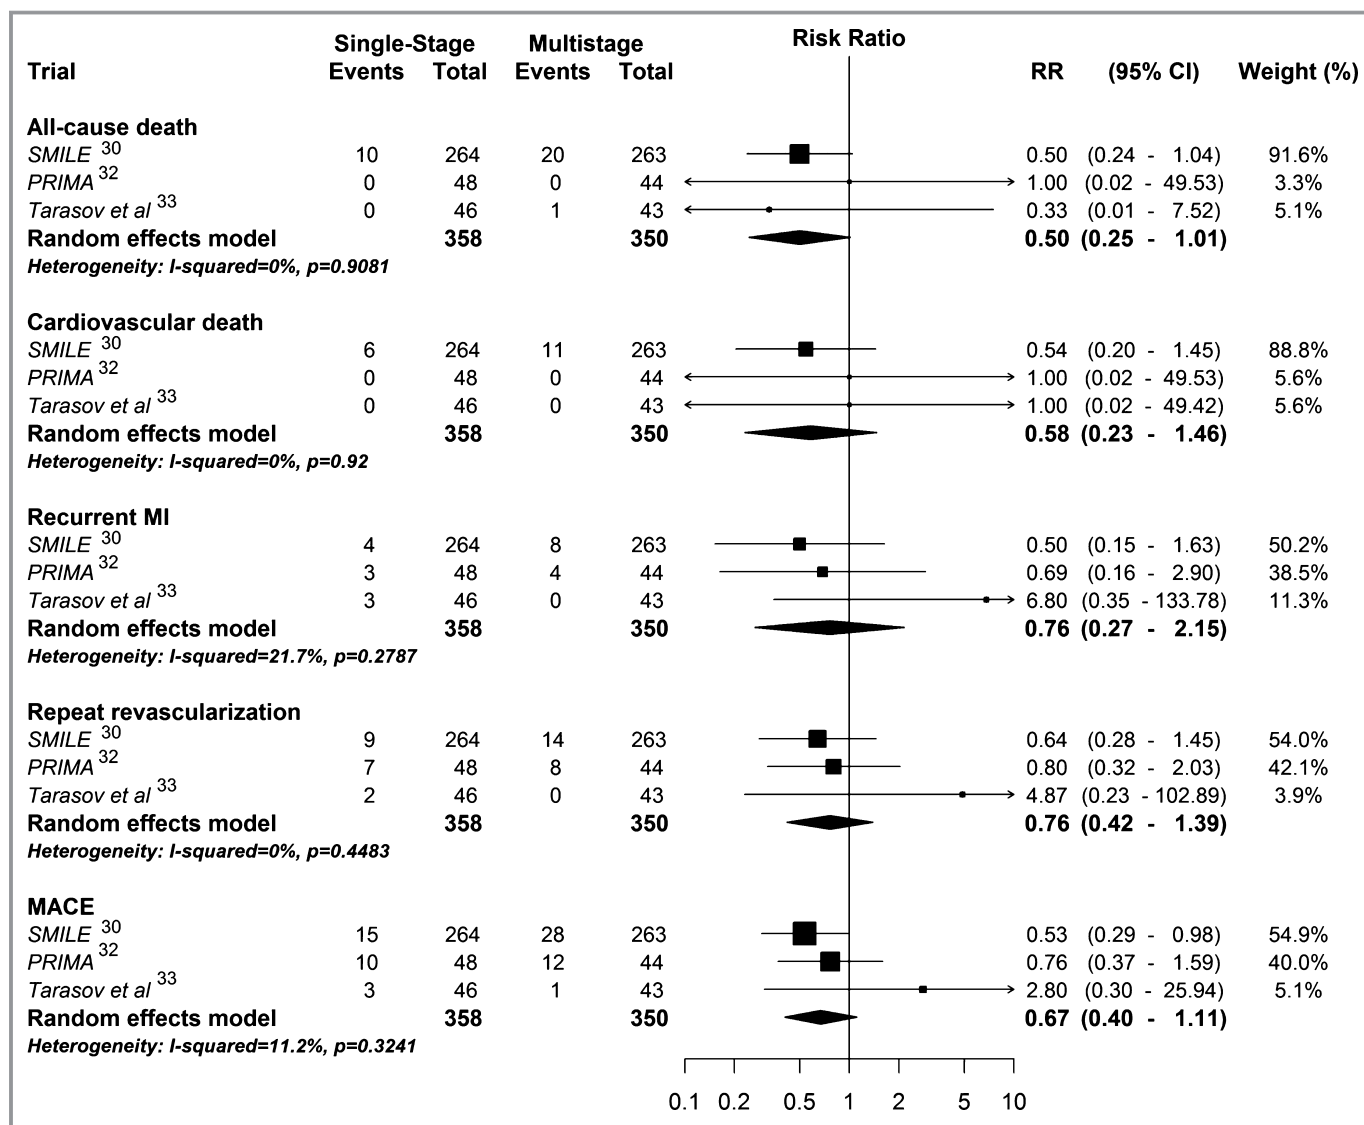 Single-Stage Multistage Risk Ratio
Trial Events Total Events Total RR (95% CI) Weight (%)
All-cause death
SMILE 30 10 264 20 263 0.50 (0.24 - 1.04) 91.6%
PRIMA 32 0 48 0 44 1.00 (0.02 - 49.53) 3.3%
Tarasov et al 33 0 46 1 43 0.33 (0.01 - 7.52) 5.1%
Random effects model 358 350 0.50 (0.25 - 1.01)
Heterogeneity: I-squared=0%, p=0.9081
Cardiovascular death
SMILE 30 6 264 11 263 0.54 (0.20 - 1.45) 88.8%
PRIMA 32 0 48 0 44 1.00 (0.02 - 49.53) 5.6%
Tarasov et al 33 0 46 0 43 1.00 (0.02 - 49.42) 5.6%
Random effects model 358 350 0.58 (0.23 - 1.46)
Heterogeneity: I-squared=0%, p=0.92
Recurrent MI
SMILE 30 4 264 8 263 0.50 (0.15 - 1.63) 50.2%
PRIMA 32 3 48 4 44 0.69 (0.16 - 2.90) 38.5%
Tarasov et al 33 3 46 0 43 6.80 (0.35 - 133.78) 11.3%
Random effects model 358 350 0.76 (0.27 - 2.15)
Heterogeneity: I-squared=21.7%, p=0.2787
Repeat revascularization
SMILE 30 9 264 14 263 0.64 (0.28 - 1.45) 54.0%
PRIMA 32 7 48 8 44 0.80 (0.32 - 2.03) 42.1%
Tarasov et al 33 2 46 0 43 4.87 (0.23 - 102.89) 3.9%
Random effects model 358 350 0.76 (0.42 - 1.39)
Heterogeneity: I-squared=0%, p=0.4483
MACE
SMILE 30 15 264 28 263 0.53 (0.29 - 0.98) 54.9%
PRIMA 32 10 48 12 44 0.76 (0.37 - 1.59) 40.0%
Tarasov et al 33 3 46 1 43 2.80 (0.30 - 25.94) 5.1%
Random effects model 358 350 0.67 (0.40 - 1.11)
Heterogeneity: I-squared=11.2%, p=0.3241
0.1 0.2 0.5 1 2 5 10